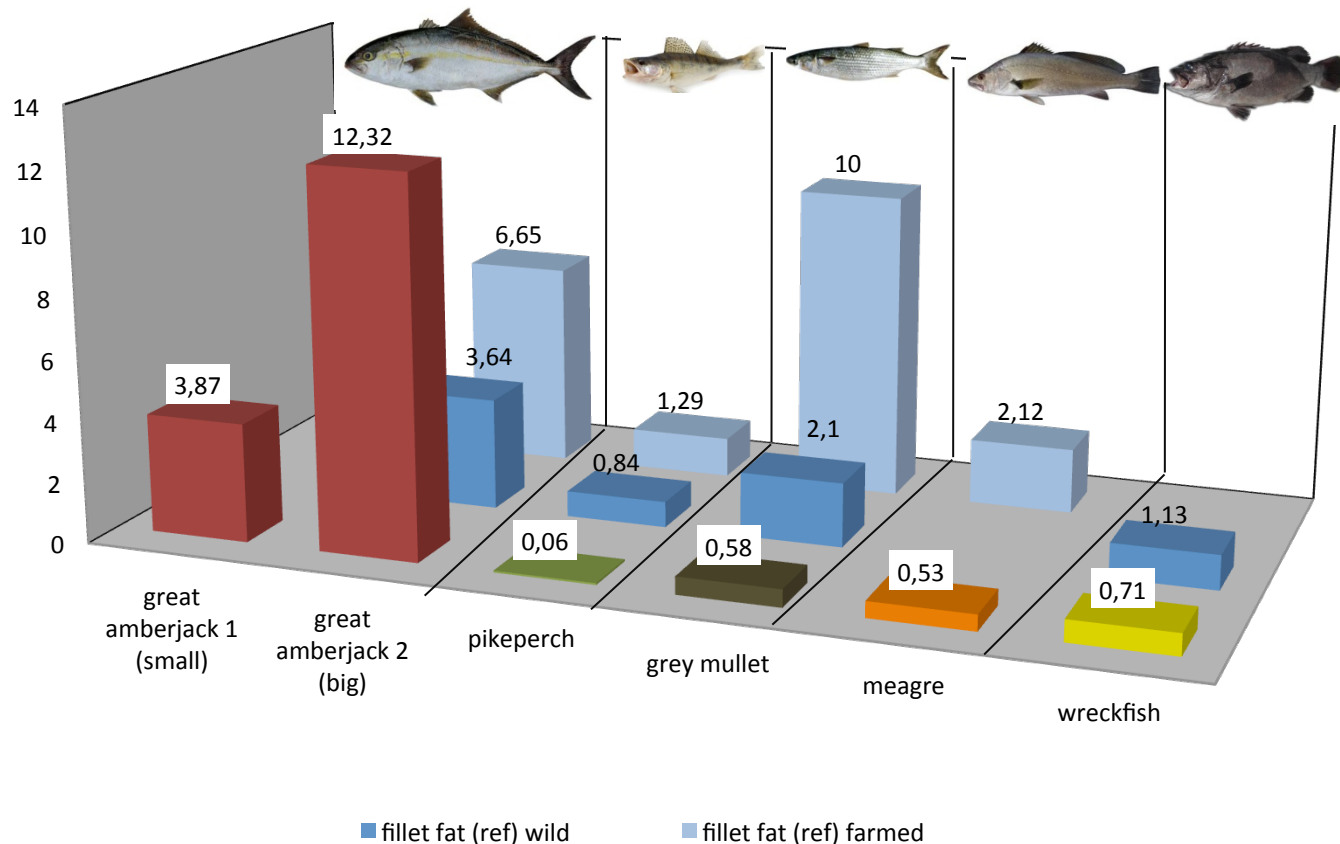 14
12
10
8
6
4
2
0
12,32
10
6,65
3,64
3,87
1,29
2,1
2,12
0,84
1,13
0,06
0,58
0,53
0,71
great
amberjack 1
(small)
great
amberjack 2
(big)
pikeperch
grey mullet
meagre
wreckfish
fillet fat (ref) wild
fillet fat (ref) farmed